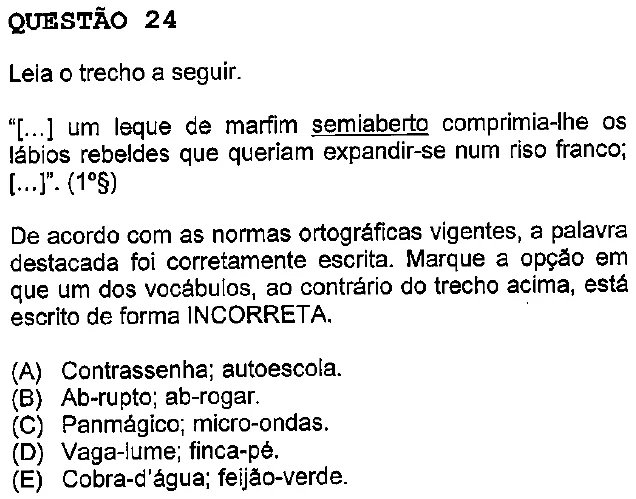 QUESTÃO 24
Leia o trecho a seguir.
“[...] um leque de marfim semiaberto comprimia-lhe os
lábios rebeldes que queriam expandir-se num riso franco;
[...]”. (1º§)
De acordo com as normas ortográficas vigentes, a palavra
destacada foi corretamente escrita. Marque a opção em
que um dos vocábulos, ao contrário do trecho acima, está
escrito de forma INCORRETA.
(A) Contrassenha; autoescola.
(B) Ab-rupto; ab-rogar.
(C) Panmágico; micro-ondas.
(D) Vaga-lume; finca-pé.
(E) Cobra-d'água; feijão-verde.